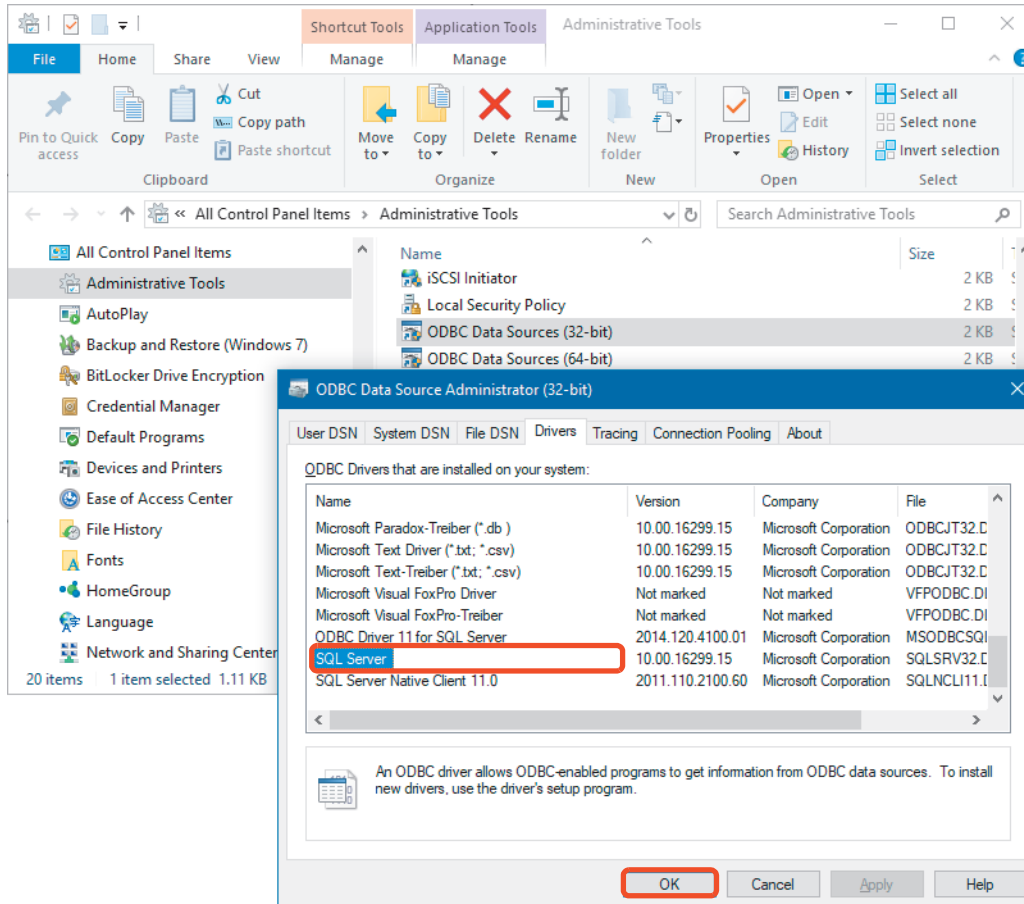 Shortcut Tools Application Tools Administrative Tools
File Home Share View Manage Manage
Pin to Quick access
Copy
Paste
Cut
Copy path
Paste shortcut
Clipboard
Move to
Copy to
Delete
Rename
Organize
New folder
New
Properties
Open
Edit
History
Open
Select all
Select none
Invert selection
Select
« All Control Panel Items › Administrative Tools
Search Administrative Tools
All Control Panel Items
Administrative Tools
AutoPlay
Backup and Restore (Windows 7)
BitLocker Drive Encryption
Credential Manager
Default Programs
Devices and Printers
Ease of Access Center
File History
Fonts
HomeGroup
Language
Network and Sharing Center
20 items 1 item selected 1.11 KB
Name Size
iSCSI Initiator 2 KB
Local Security Policy 2 KB
ODBC Data Sources (32-bit) 2 KB
ODBC Data Sources (64-bit) 2 KB
ODBC Data Source Administrator (32-bit)
User DSN System DSN File DSN Drivers Tracing Connection Pooling About
ODBC Drivers that are installed on your system:
Name Version Company File
Microsoft Paradox-Treiber (*.db ) 10.00.16299.15 Microsoft Corporation ODBCJT32.D
Microsoft Text Driver (*.txt; *.csv) 10.00.16299.15 Microsoft Corporation ODBCJT32.D
Microsoft Text-Treiber (*.txt; *.csv) 10.00.16299.15 Microsoft Corporation ODBCJT32.D
Microsoft Visual FoxPro Driver Not marked Not marked VFPODBC.Dl
Microsoft Visual FoxPro-Treiber Not marked Not marked VFPODBC.Dl
ODBC Driver 11 for SQL Server 2014.120.4100.01 Microsoft Corporation MSODBCSQl
SQL Server 10.00.16299.15 Microsoft Corporation SQLSRV32.D
SQL Server Native Client 11.0 2011.110.2100.60 Microsoft Corporation SQLNCLI11.D
An ODBC driver allows ODBC-enabled programs to get information from ODBC data sources. To install
new drivers, use the driver's setup program.
OK Cancel Apply Help